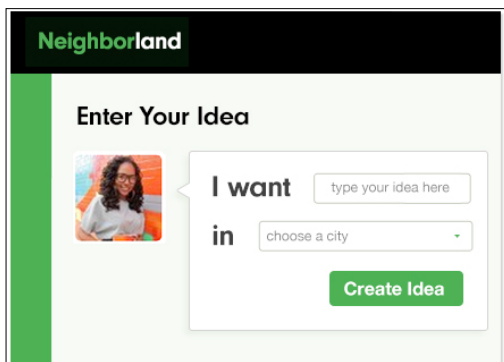 Neighborland
Enter Your Idea
I want type your idea here
in choose a city
Create Idea